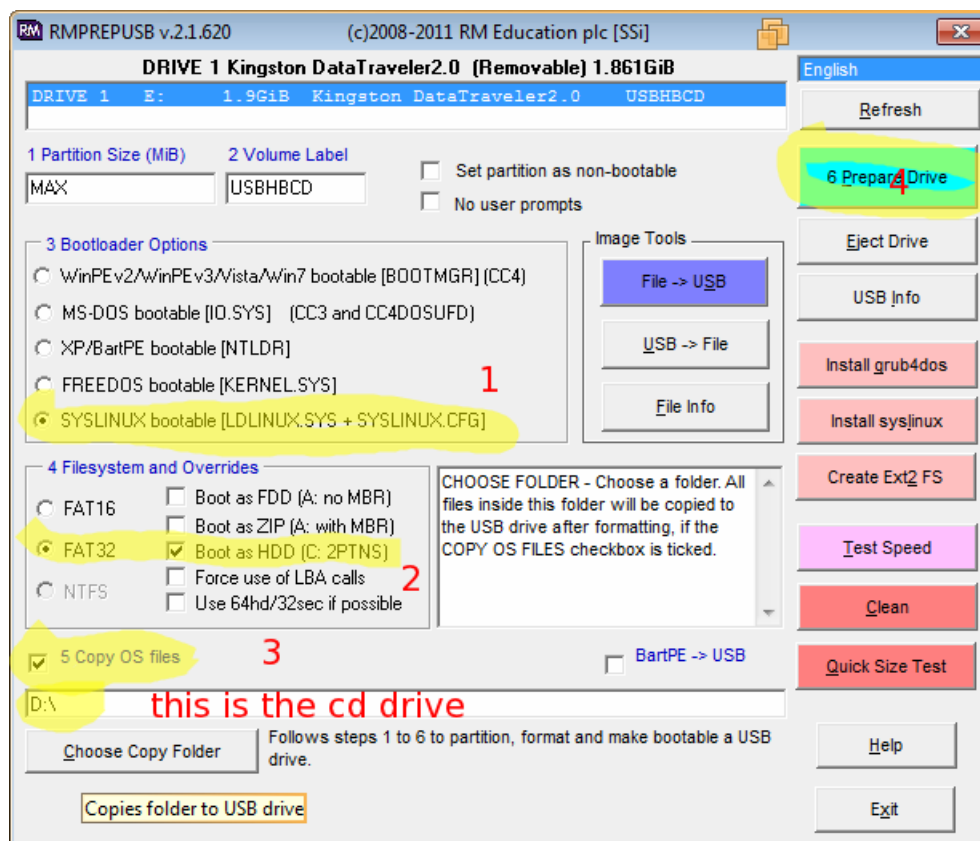 RM RMPREPUSB v.2.1.620 (c)2008-2011 RM Education plc [SSi]
DRIVE 1 Kingston DataTraveler2.0 (Removable) 1.861GiB
English
DRIVE 1 E: 1.9GiB Kingston DataTraveler2.0 USBHBCD
Refresh
1 Partition Size (MiB) 2 Volume Label
MAX USBHBCD
Set partition as non-bootable
No user prompts
6 Prepare Drive
4
3 Bootloader Options
WinPEv2/WinPEv3/Vista/Win7 bootable [BOOTMGR] (CC4)
MS-DOS bootable [IO.SYS] (CC3 and CC4DOSUFD)
XP/BartPE bootable [NTLDR]
FREEDOS bootable [KERNEL.SYS]
1
SYSLINUX bootable [LDLINUX.SYS + SYSLINUX.CFG]
Image Tools
File -> USB
USB -> File
File Info
Eject Drive
USB Info
Install grub4dos
Install syslinux
Create Ext2 FS
4 Filesystem and Overrides
FAT16
FAT32
NTFS
Boot as FDD (A: no MBR)
Boot as ZIP (A: with MBR)
Boot as HDD (C: 2PTNS)
Force use of LBA calls
Use 64hd/32sec if possible
2
CHOOSE FOLDER - Choose a folder. All
files inside this folder will be copied to
the USB drive after formatting, if the
COPY OS FILES checkbox is ticked.
Test Speed
Clean
Quick Size Test
5 Copy OS files
3
BartPE -> USB
D:\ this is the cd drive
Choose Copy Folder
Follows steps 1 to 6 to partition, format and make bootable a USB
drive.
Help
Copies folder to USB drive
Exit